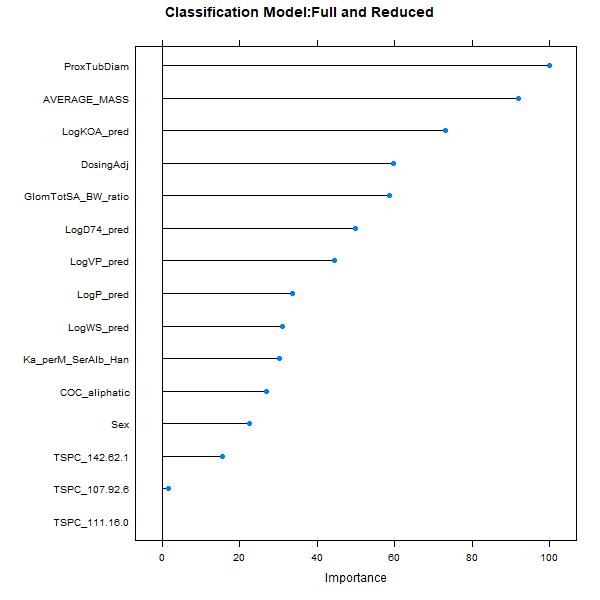 Classification Model:Full and Reduced
ProxTubDiam
AVERAGE_MASS
LogKOA_pred
DosingAdj
GlomTotSA_BW_ratio
LogD74_pred
LogVP_pred
LogP_pred
LogWS_pred
Ka_perM_SerAlb_Han
COC_aliphatic
Sex
TSPC_142.62.1
TSPC_107.92.6
TSPC_111.16.0
0 20 40 60 80 100
Importance